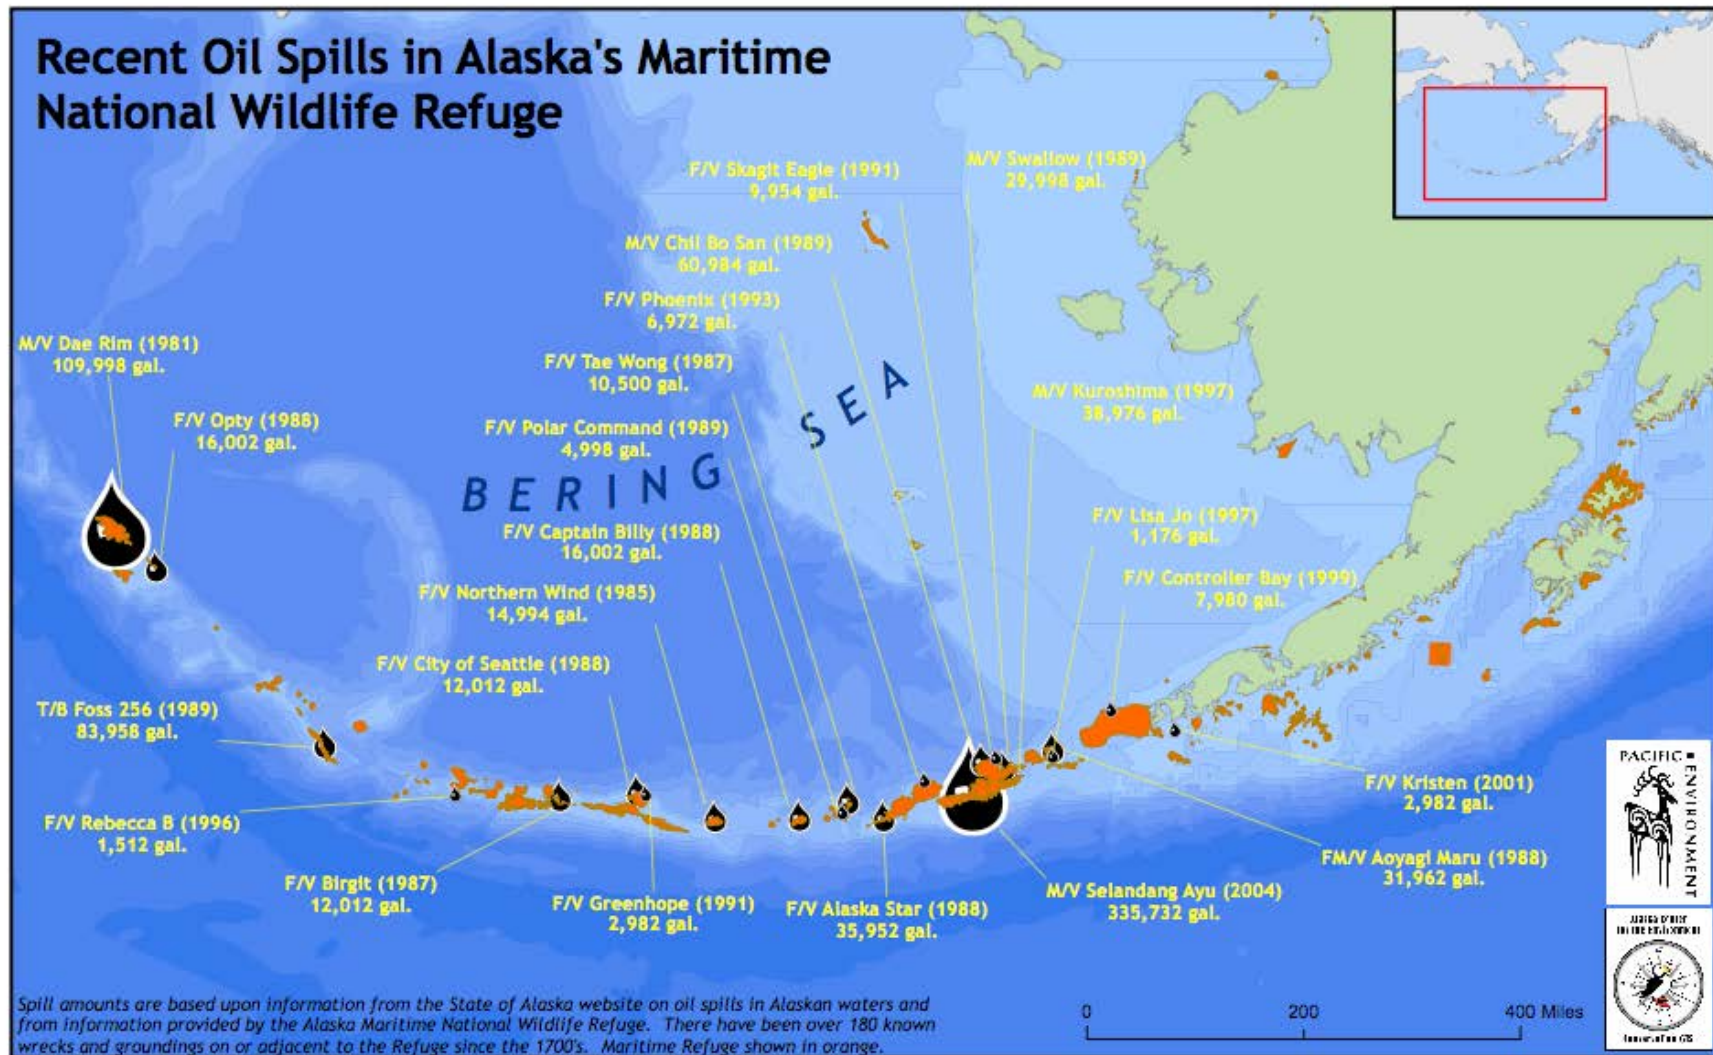 Recent Oil Spills in Alaska's Maritime
National Wildlife Refuge
F/V Skagit Eagle (1991)
9,954 gal.
M/V Swallow (1989)
29,998 gal.
M/V Chil Bo San (1989)
60,984 gal.
F/V Phoenix (1993)
6,972 gal.
M/V Dae Rim (1981)
109,998 gal.
F/V Tae Wong (1987)
10,500 gal.
M/V Kuroshima (1997)
38,976 gal.
F/V Opty (1988)
16,002 gal.
F/V Polar Command (1989)
4,998 gal.
BERING SEA
F/V Captain Billy (1988)
16,002 gal.
F/V Lisa Jo (1997)
1,176 gal.
F/V Controller Bay (1999)
7,980 gal.
F/V Northern Wind (1985)
14,994 gal.
F/V City of Seattle (1988)
12,012 gal.
T/B Foss 256 (1989)
83,958 gal.
F/V Kristen (2001)
2,982 gal.
F/V Rebecca B (1996)
1,512 gal.
FM/V Aoyagi Maru (1988)
31,962 gal.
F/V Birgit (1987)
12,012 gal.
F/V Greenhope (1991)
2,982 gal.
F/V Alaska Star (1988)
35,952 gal.
M/V Selandang Ayu (2004)
335,732 gal.
PACIFIC
ENVIRONMENT
Spill amounts are based upon information from the State of Alaska website on oil spills in Alaskan waters and
from information provided by the Alaska Maritime National Wildlife Refuge. There have been over 180 known
wrecks and groundings on or adjacent to the Refuge since the 1700's. Maritime Refuge shown in orange.
0 200 400 Miles